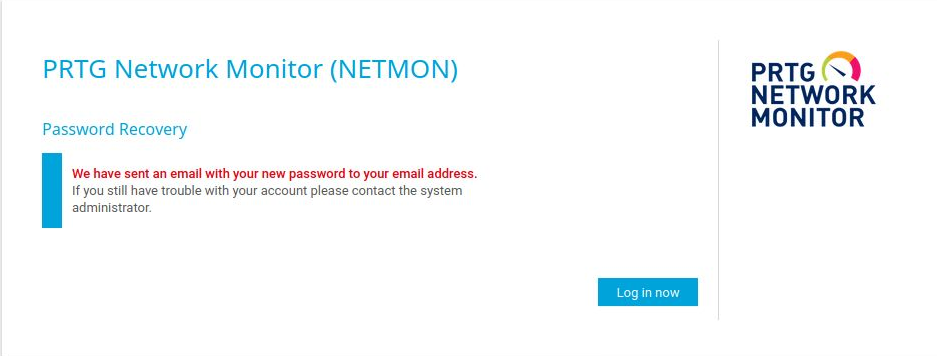 PRTG Network Monitor (NETMON)
Password Recovery
We have sent an email with your new password to your email address.
If you still have trouble with your account please contact the system
administrator.
Log in now
PRTG
NETWORK
MONITOR